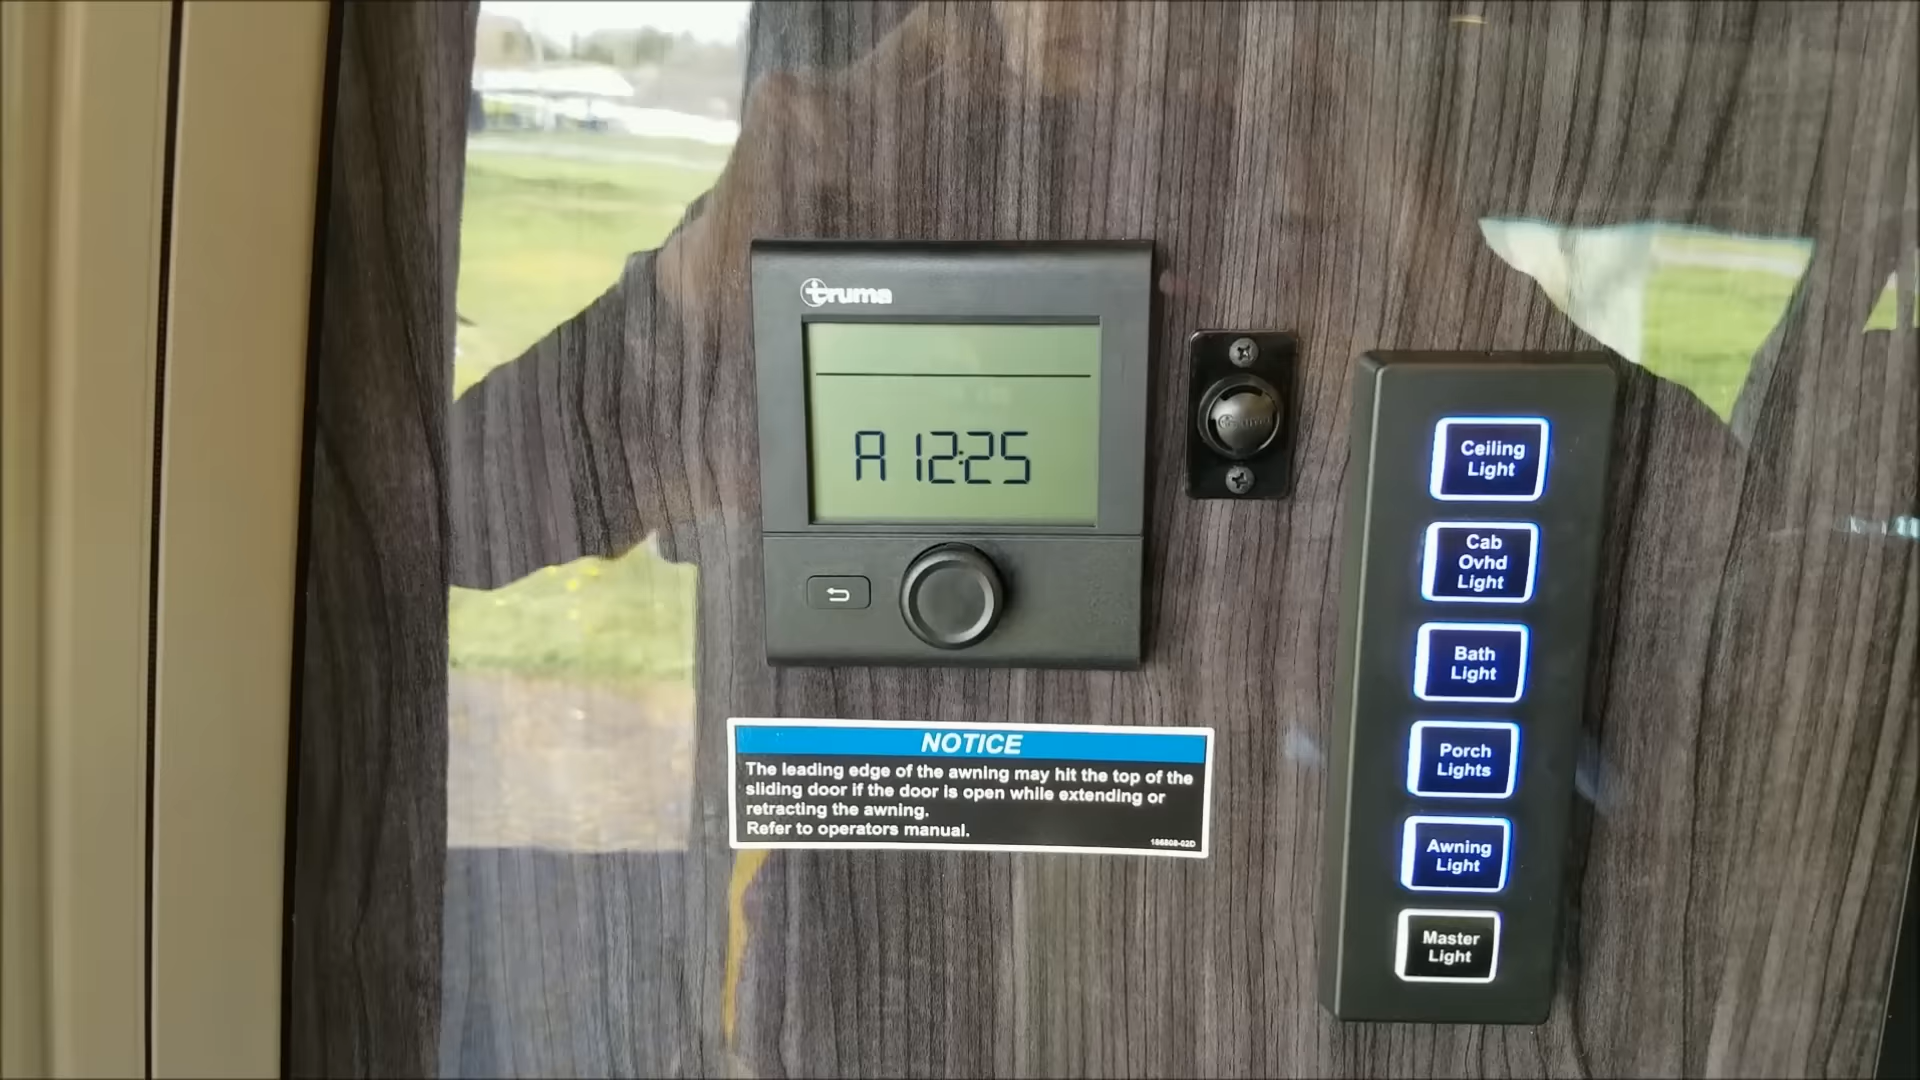 truma
A 12:25
NOTICE
The leading edge of the awning may hit the top of the
sliding door if the door is open while extending or
retracting the awning.
Refer to operators manual.
186808-02D
Ceiling
Light
Cab
Ovhd
Light
Bath
Light
Porch
Lights
Awning
Light
Master
Light